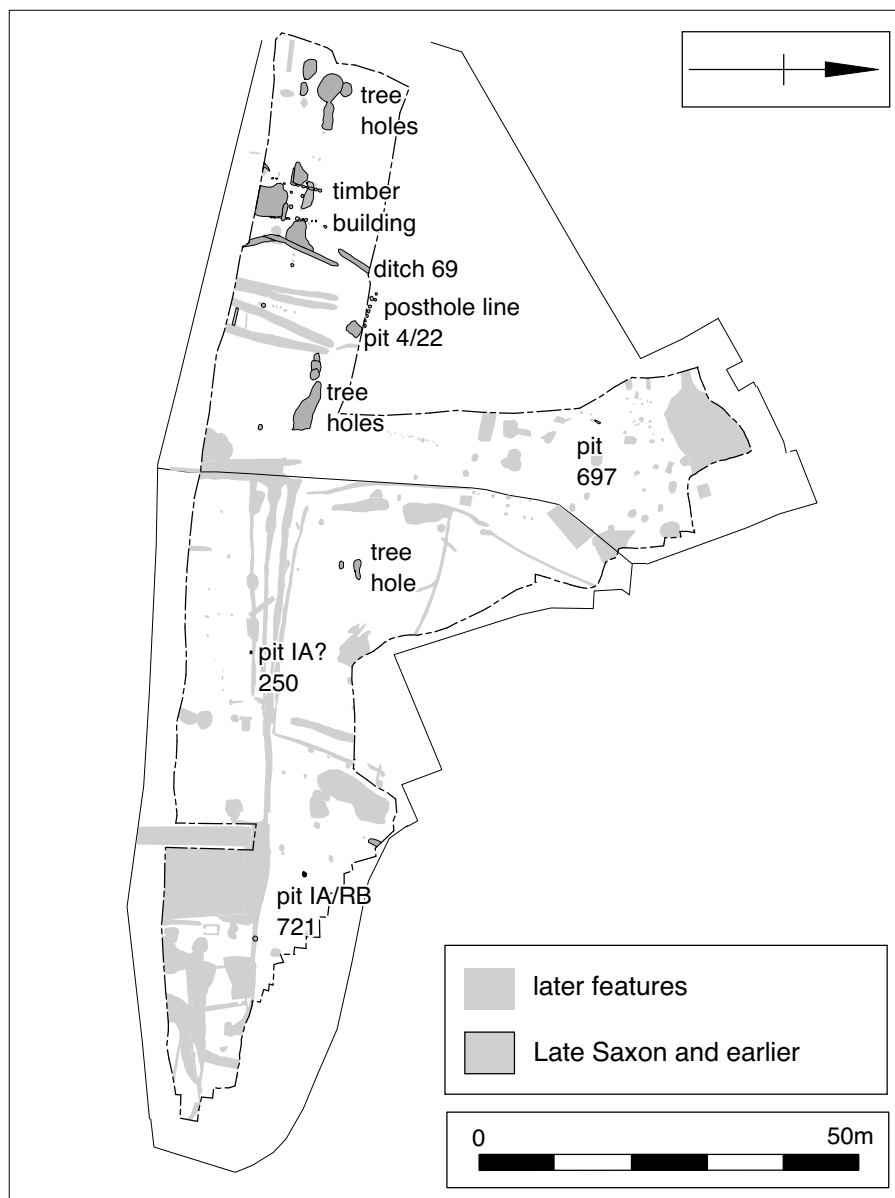 tree
holes
timber
building
ditch 69
posthole line
pit 4/22
tree
holes
pit
697
tree
hole
pit IA?
250
pit IA/RB
721
later features
Late Saxon and earlier
0 50m